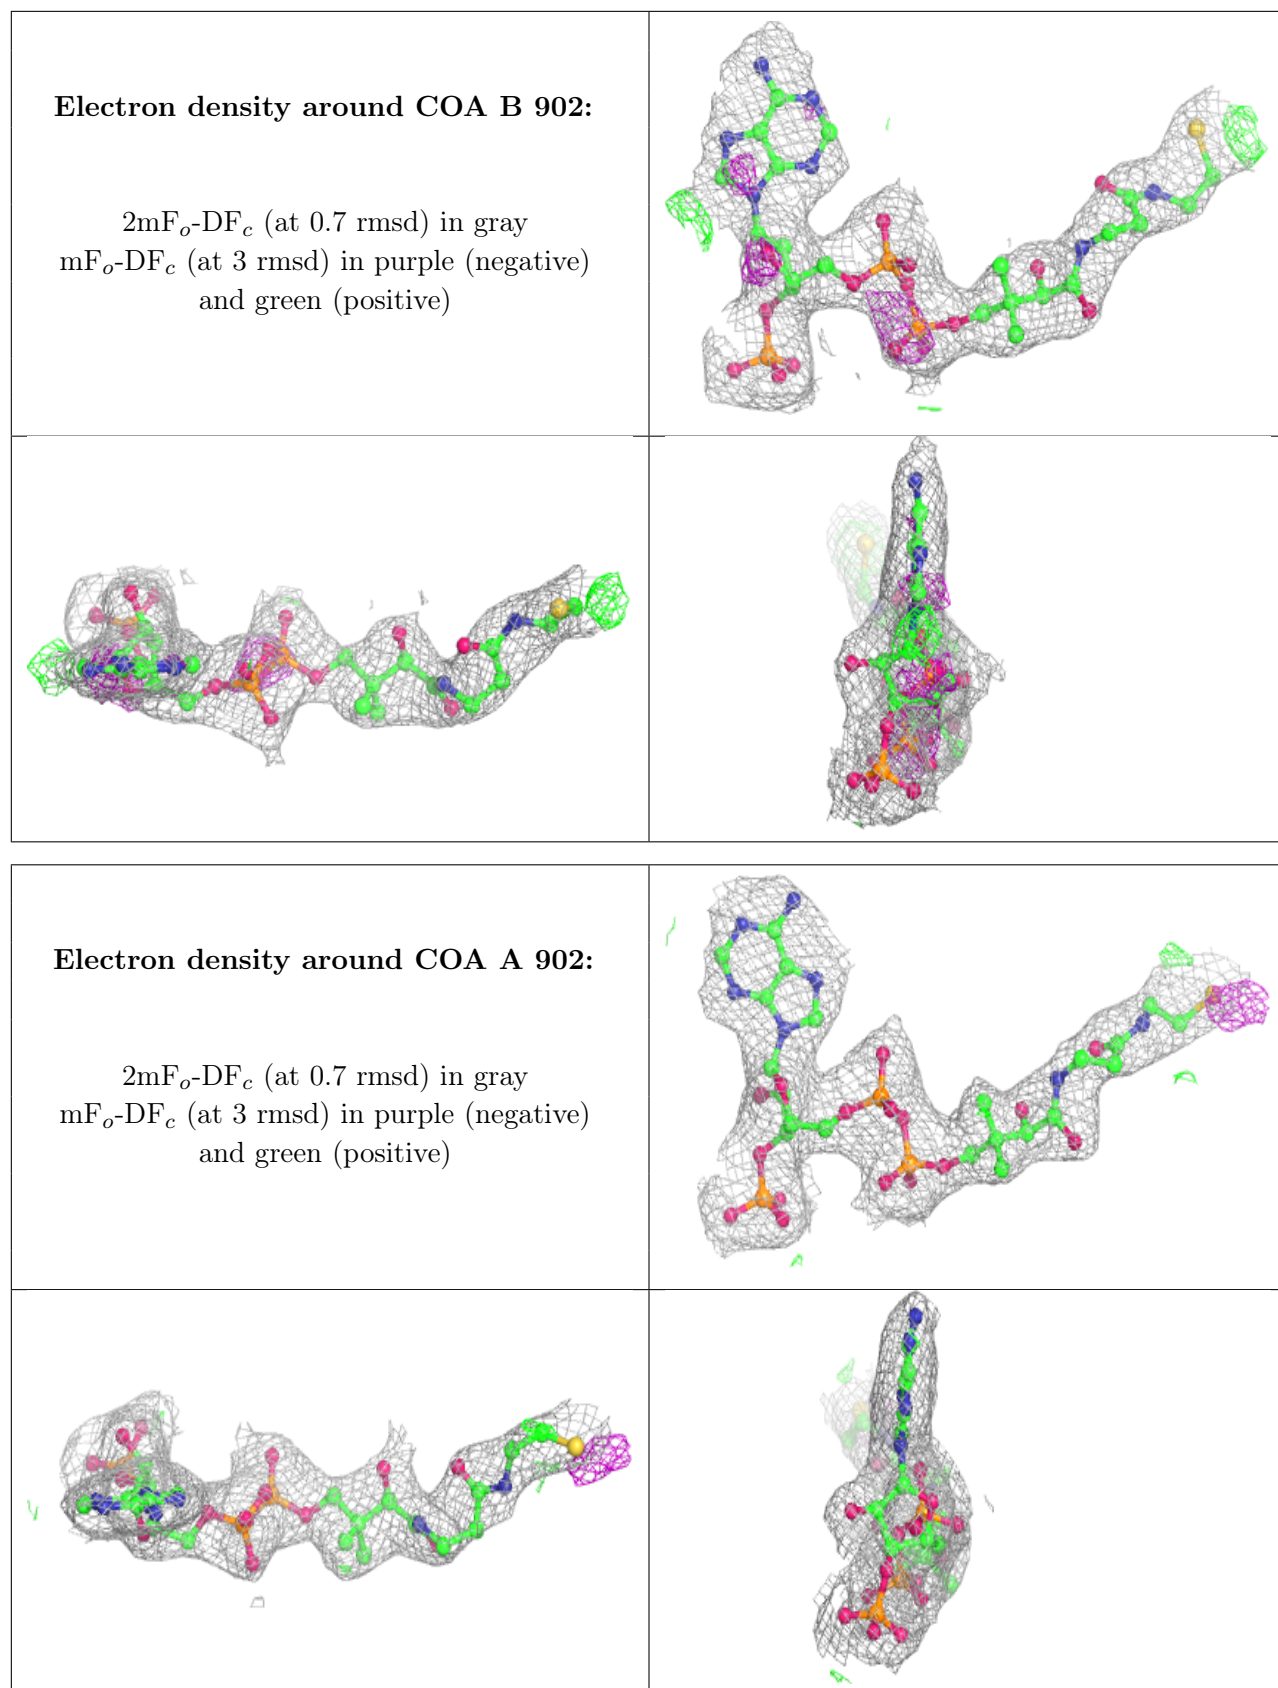 Electron density around COA B 902:
2mFo-DFc (at 0.7 rmsd) in gray
mFo-DFc (at 3 rmsd) in purple (negative)
and green (positive)
Electron density around COA A 902:
2mFo-DFc (at 0.7 rmsd) in gray
mFo-DFc (at 3 rmsd) in purple (negative)
and green (positive)